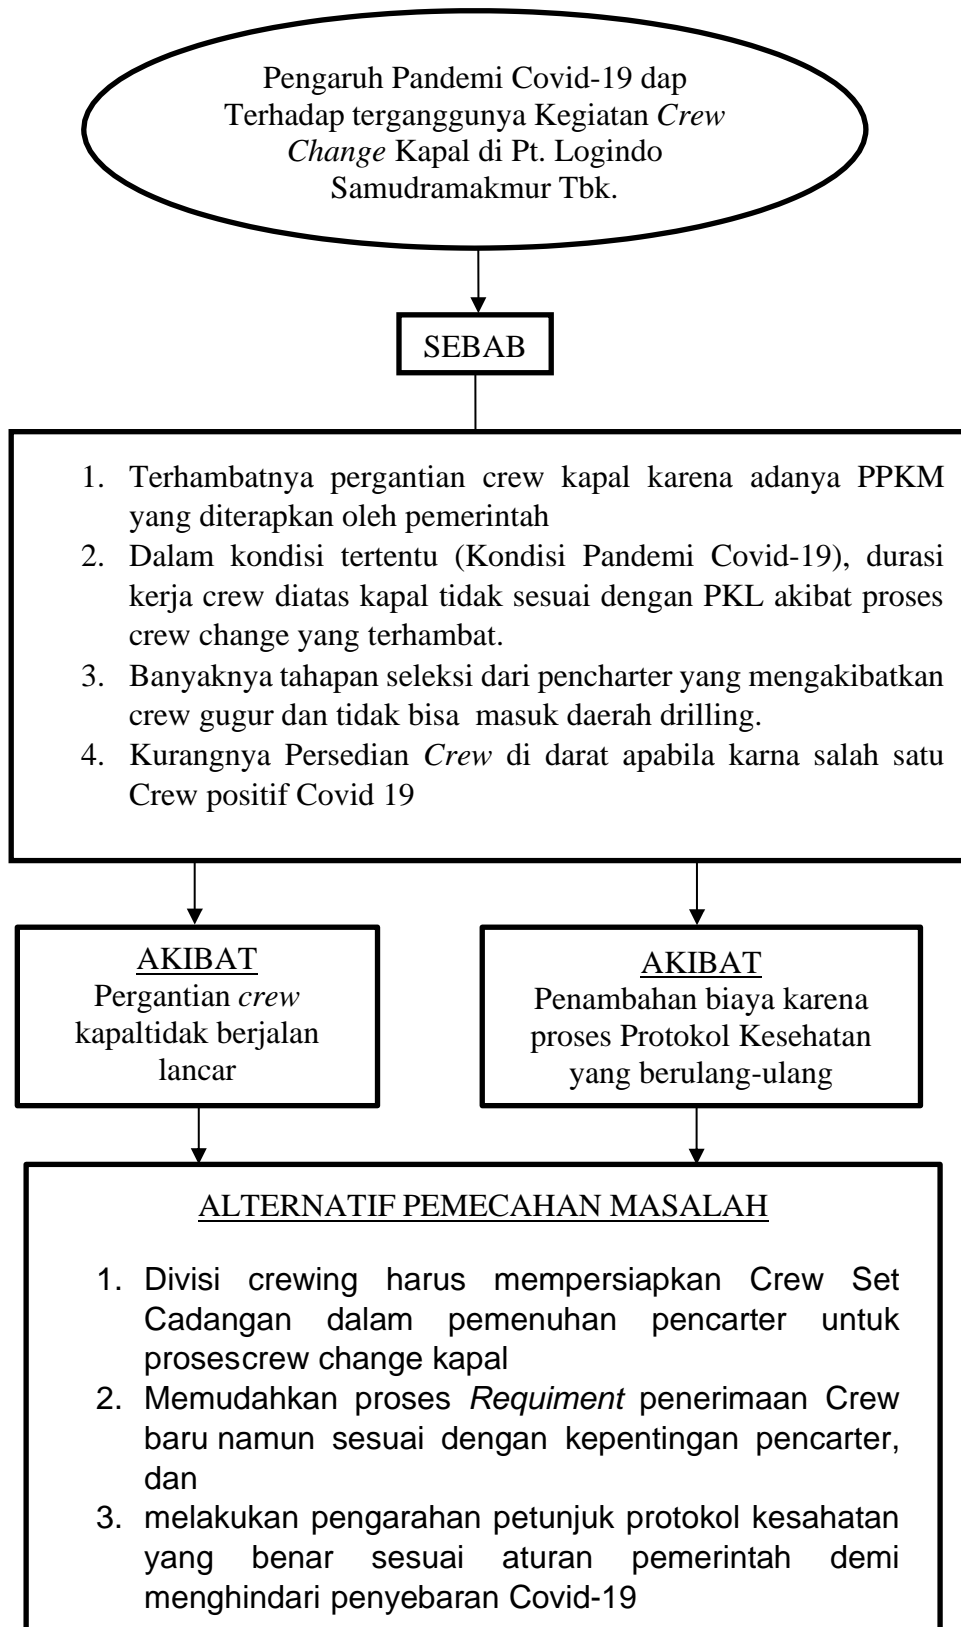 Pengaruh Pandemi Covid-19 dap
Terhadap terganggunya Kegiatan Crew
Change Kapal di Pt. Logindo
Samudramakmur Tbk.
SEBAB
1. Terhambatnya pergantian crew kapal karena adanya PPKM
yang diterapkan oleh pemerintah
2. Dalam kondisi tertentu (Kondisi Pandemi Covid-19), durasi
kerja crew diatas kapal tidak sesuai dengan PKL akibat proses
crew change yang terhambat.
3. Banyaknya tahapan seleksi dari pencharter yang mengakibatkan
crew gugur dan tidak bisa masuk daerah drilling.
4. Kurangnya Persedian Crew di darat apabila karna salah satu
Crew positif Covid 19
AKIBAT
Pergantian crew
kapaltidak berjalan
lancar
AKIBAT
Penambahan biaya karena
proses Protokol Kesehatan
yang berulang-ulang
ALTERNATIF PEMECAHAN MASALAH
1. Divisi crewing harus mempersiapkan Crew Set
Cadangan dalam pemenuhan pencarter untuk
prosescrew change kapal
2. Memudahkan proses Requiment penerimaan Crew
baru namun sesuai dengan kepentingan pencarter,
dan
3. melakukan pengarahan petunjuk protokol kesahatan
yang benar sesuai aturan pemerintah demi
menghindari penyebaran Covid-19